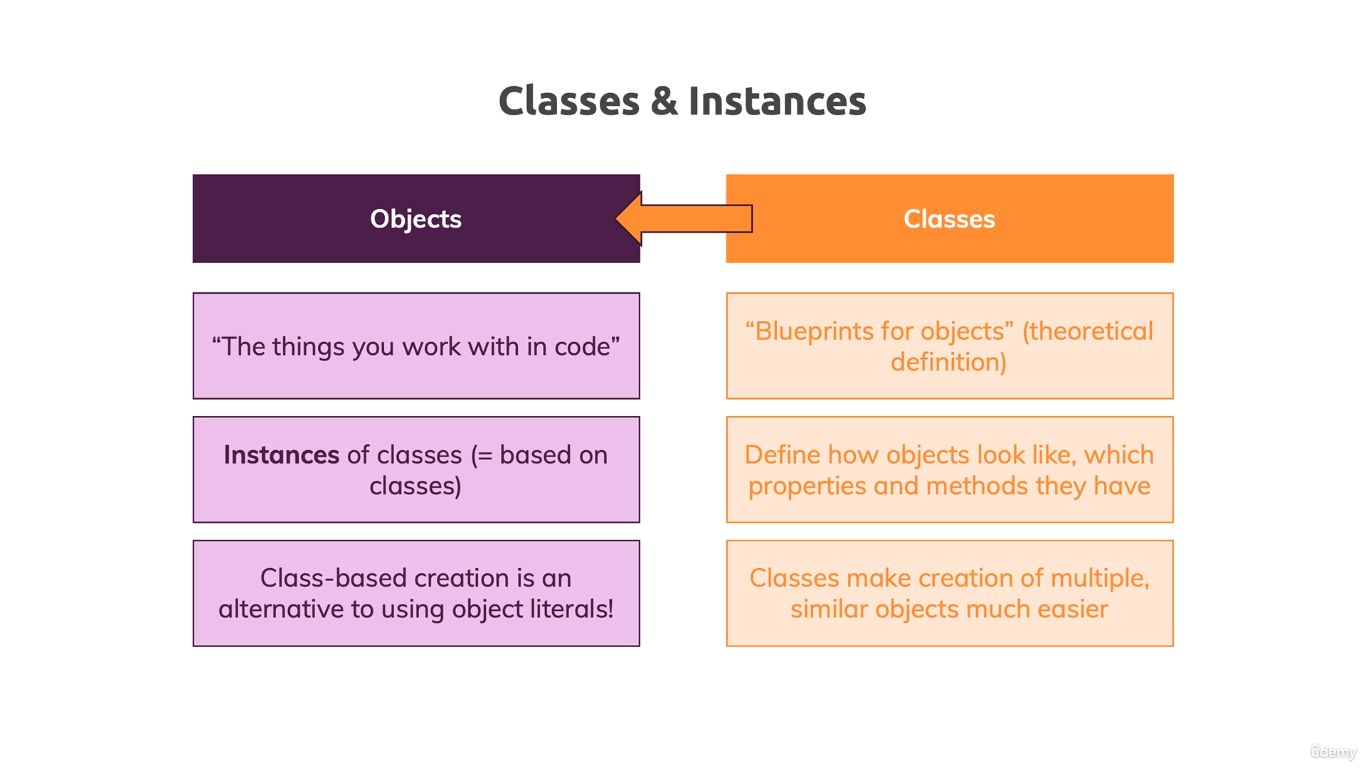 Classes & Instances
Objects
Classes
“The things you work with in code”
“Blueprints for objects” (theoretical
definition)
Instances of classes (= based on
classes)
Define how objects look like, which
properties and methods they have
Class-based creation is an
alternative to using object literals!
Classes make creation of multiple,
similar objects much easier
ûdemy